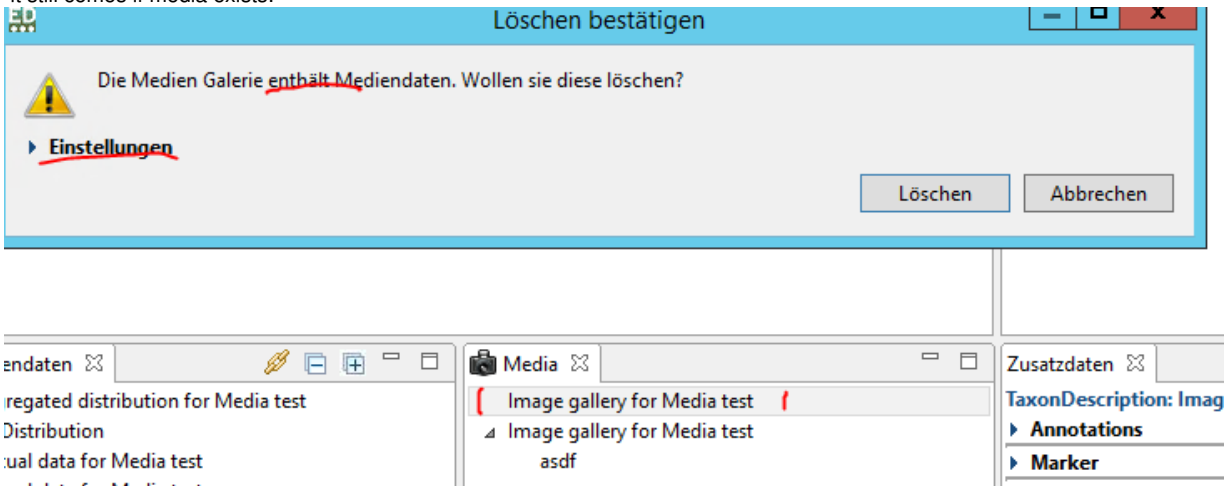 it still comes if media exists:
ED
Löschen bestätigen
Die Medien Galerie enthält Mediendaten. Wollen sie diese löschen?
Einstellungen
Löschen
Abbrechen
endaten
regated distribution for Media test
Distribution
tual data for Media test
Media
Image gallery for Media test
Image gallery for Media test
asdf
Zusatzdaten
TaxonDescription: Imag
Annotations
Marker